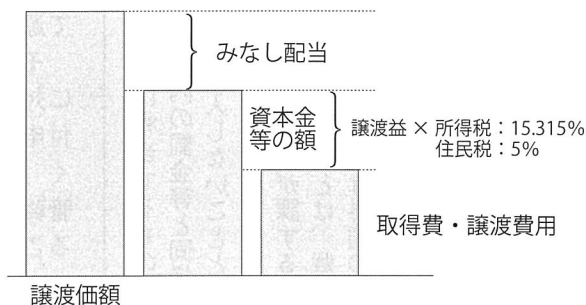 みなし配当
資本金
等の額
譲渡益 × 所得税：15.315%
住民税：5%
取得費・譲渡費用
譲渡価額